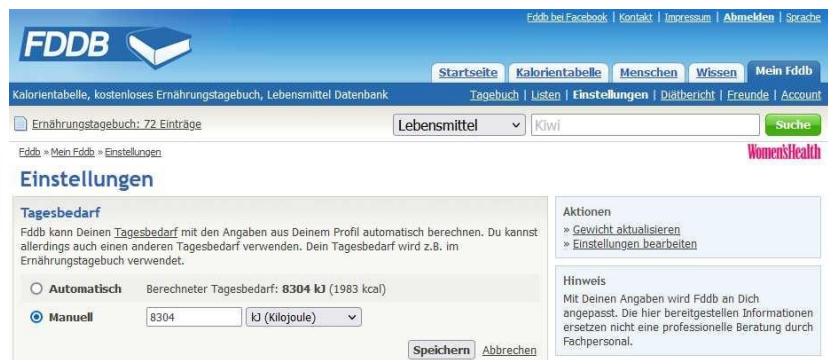 Fddb bei Facebook | Kontakt | Impressum | Abmelden | Sprache
FDDB
Startseite Kalorientabelle Menschen Wissen Mein Fddb
Kalorientabelle, kostenloses Ernährungstagebuch, Lebensmittel Datenbank
Tagebuch | Listen | Einstellungen | Diätbericht | Freunde | Account
Ernährungstagebuch: 72 Einträge
Lebensmittel Kiwi Suche
Fddb » Mein Fddb » Einstellungen
Women'sHealth
Einstellungen
Tagesbedarf
Fddb kann Deinen Tagesbedarf mit den Angaben aus Deinem Profil automatisch berechnen. Du kannst
allerdings auch einen anderen Tagesbedarf verwenden. Dein Tagesbedarf wird z.B. im
Ernährungstagebuch verwendet.
Automatisch Berechneter Tagesbedarf: 8304 kJ (1983 kcal)
Manuell 8304 kJ (Kilojoule)
Speichern Abbrechen
Aktionen
» Gewicht aktualisieren
» Einstellungen bearbeiten
Hinweis
Mit Deinen Angaben wird Fddb an Dich
angepasst. Die hier bereitgestellen Informationen
ersetzen nicht eine professionelle Beratung durch
Fachpersonal.